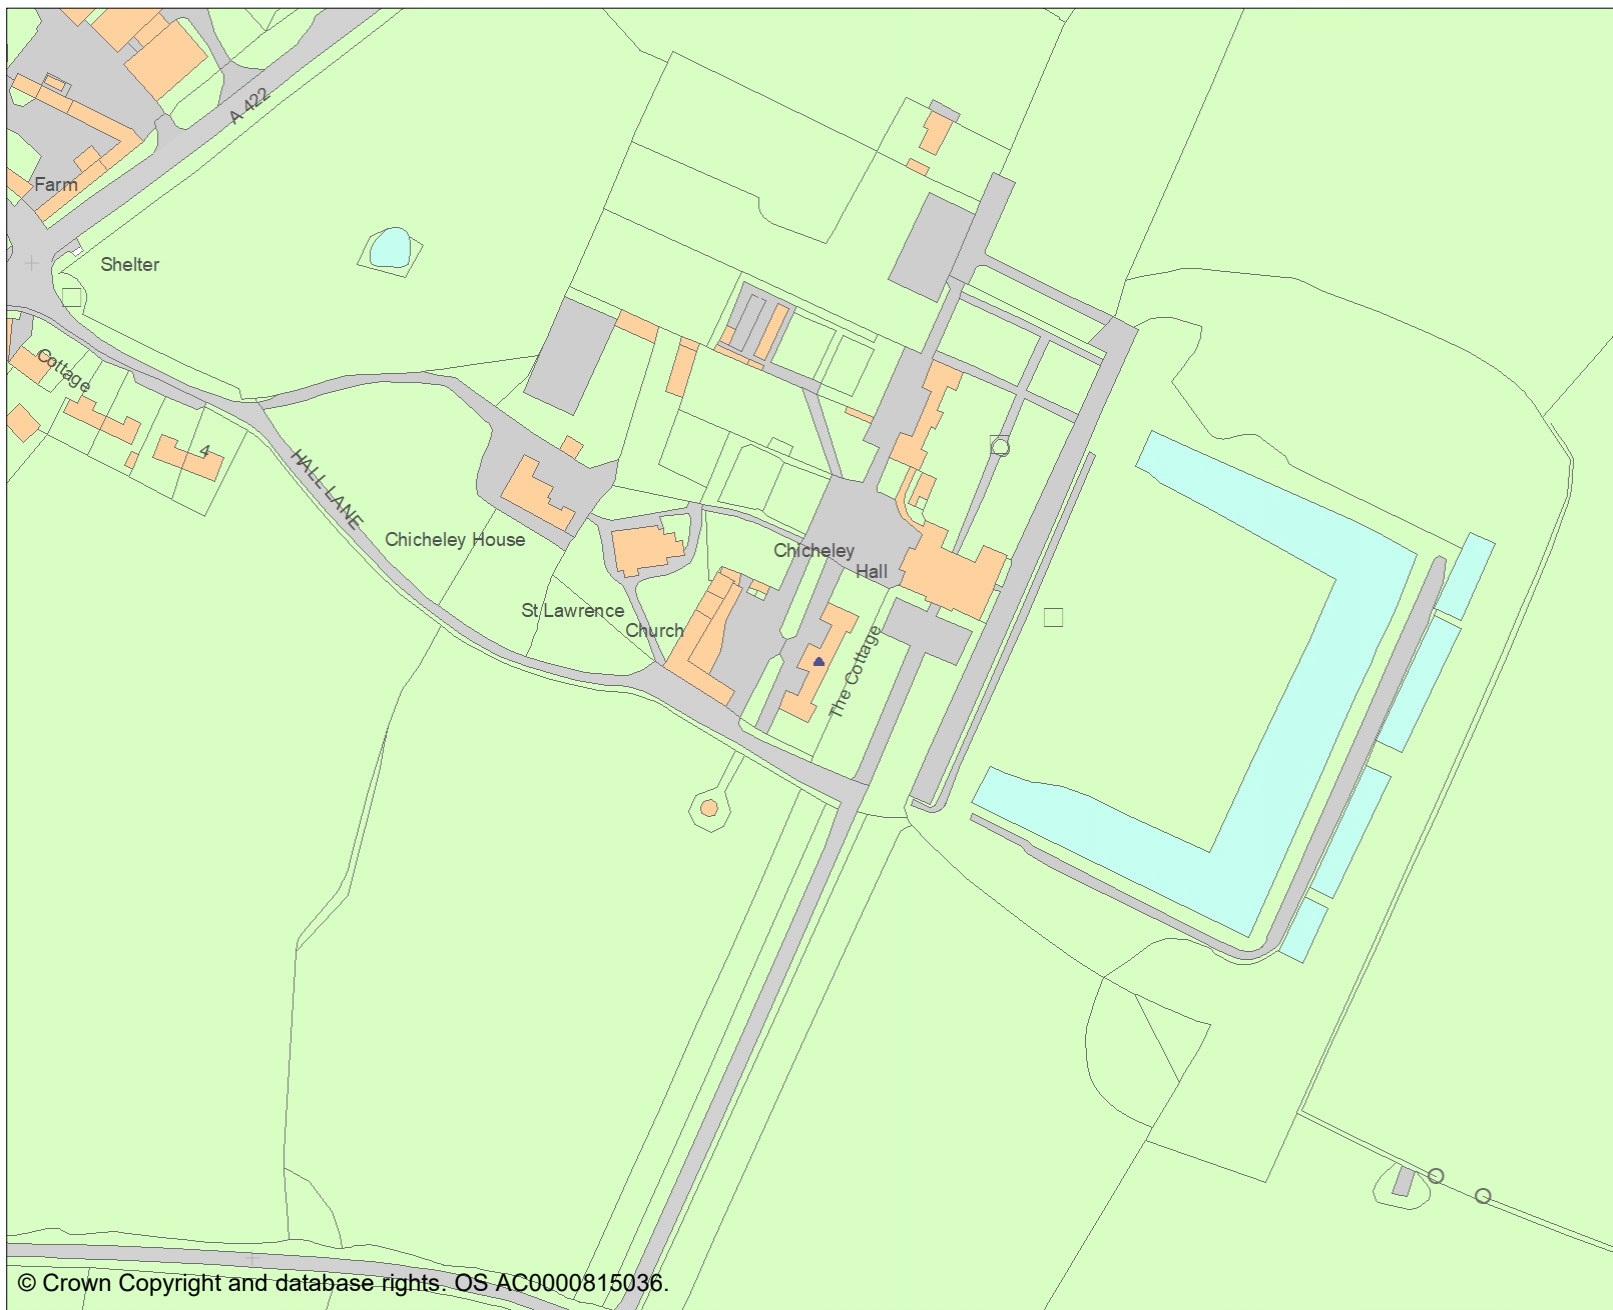 A 422
Farm
Shelter
Cottage
4
HALL LANE
Chicheley House
Chicheley
Hall
St Lawrence
Church
The Cottage
© Crown Copyright and database rights. OS AC0000815036.